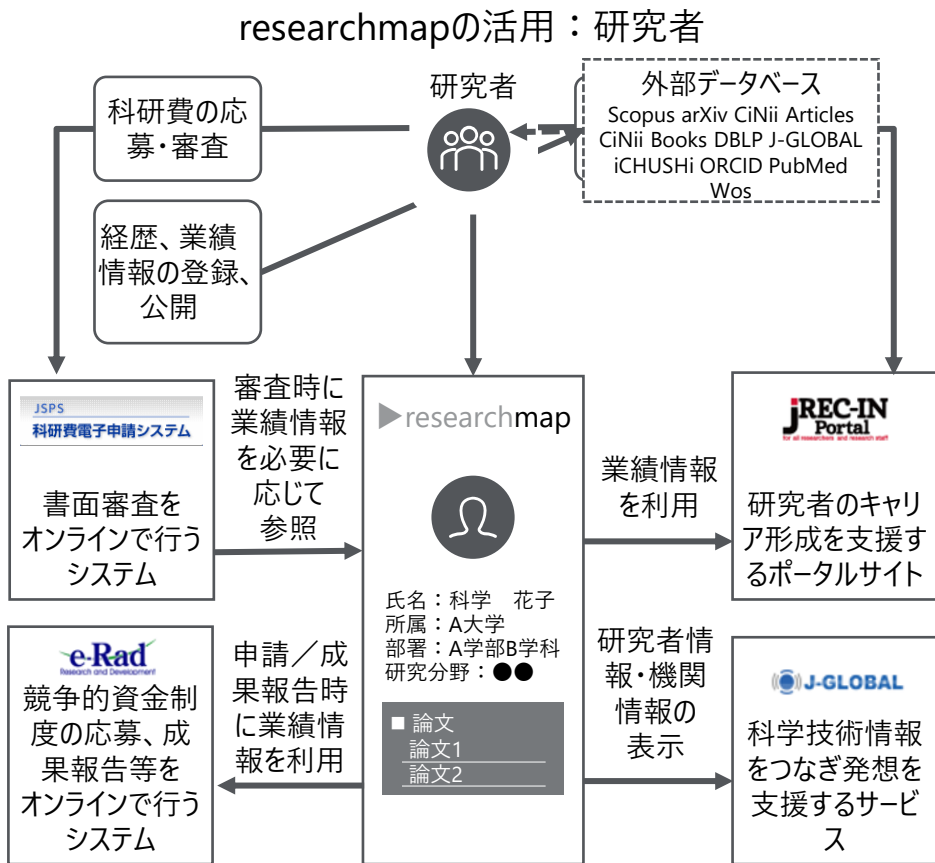 researchmapの活用：研究者
科研費の応
募・審査
研究者
外部データベース
Scopus arXiv CiNii Articles
CiNii Books DBLP J-GLOBAL
iCHUSHi ORCID PubMed
Wos
経歴、業績
情報の登録、
公開
JSPS
科研費電子申請システム
書面審査を
オンラインで行う
システム
審査時に
業績情報
を必要に
応じて
参照
researchmap
氏名：科学　花子
所属：A大学
部署：A学部B学科
研究分野：●●
■ 論文
論文1
論文2
業績情報
を利用
jREC-IN
Portal
for all researchers and research staff
研究者のキャリ
ア形成を支援す
るポータルサイト
e-Rad
Research and Development
競争的資金制
度の応募、成
果報告等を
オンラインで行う
システム
申請／成
果報告時
に業績情
報を利用
研究者情
報・機関
情報の
表示
J-GLOBAL
科学技術情報
をつなぎ発想を
支援するサービ
ス